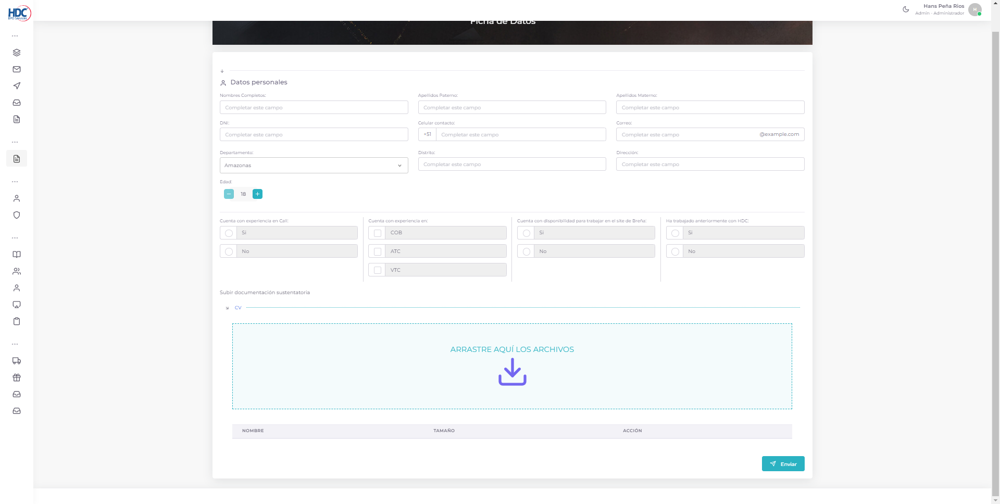 HDC
BPO Services
Hans Peña Rios
Admin - Administrador
H
Ficha de Datos
Datos personales
Nombres Completos:
Apellidos Paterno:
Apellidos Materno:
Completar este campo
Completar este campo
Completar este campo
DNI:
Celular contacto:
Correo:
Completar este campo
+51
Completar este campo
Completar este campo
@example.com
Departamento:
Distrito:
Dirección:
Amazonas
Completar este campo
Completar este campo
Edad:
18
Cuenta con experiencia en Call:
Cuenta con experiencia en:
Cuenta con disponibilidad para trabajar en el site de Breña:
Ha trabajado anteriormente con HDC:
Si
COB
Si
Si
No
ATC
No
No
VTC
Subir documentación sustentatoria
CV
ARRASTRE AQUÍ LOS ARCHIVOS
NOMBRE
TAMAÑO
ACCIÓN
Enviar